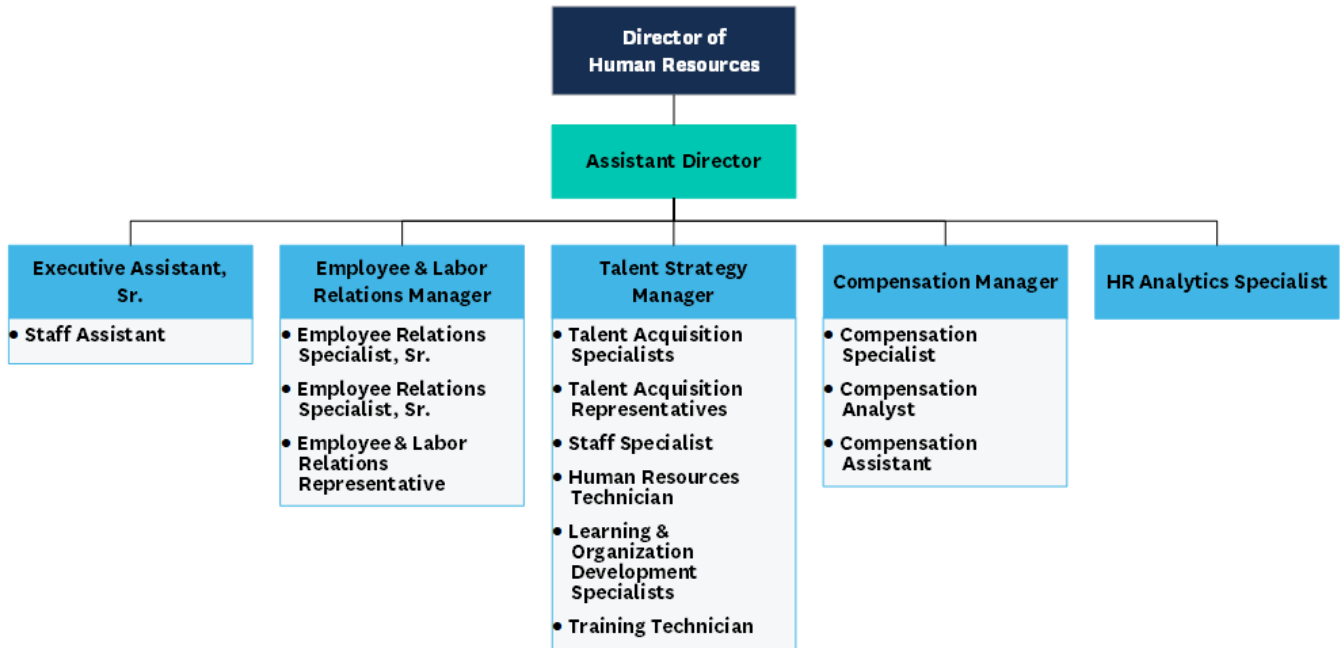 Director of
Human Resources
Assistant Director
Executive Assistant,
Sr.
• Staff Assistant
Employee & Labor
Relations Manager
• Employee Relations
Specialist, Sr.
• Employee Relations
Specialist, Sr.
• Employee & Labor
Relations
Representative
Talent Strategy
Manager
• Talent Acquisition
Specialists
• Talent Acquisition
Representatives
• Staff Specialist
• Human Resources
Technician
• Learning &
Organization
Development
Specialists
• Training Technician
Compensation Manager
• Compensation
Specialist
• Compensation
Analyst
• Compensation
Assistant
HR Analytics Specialist